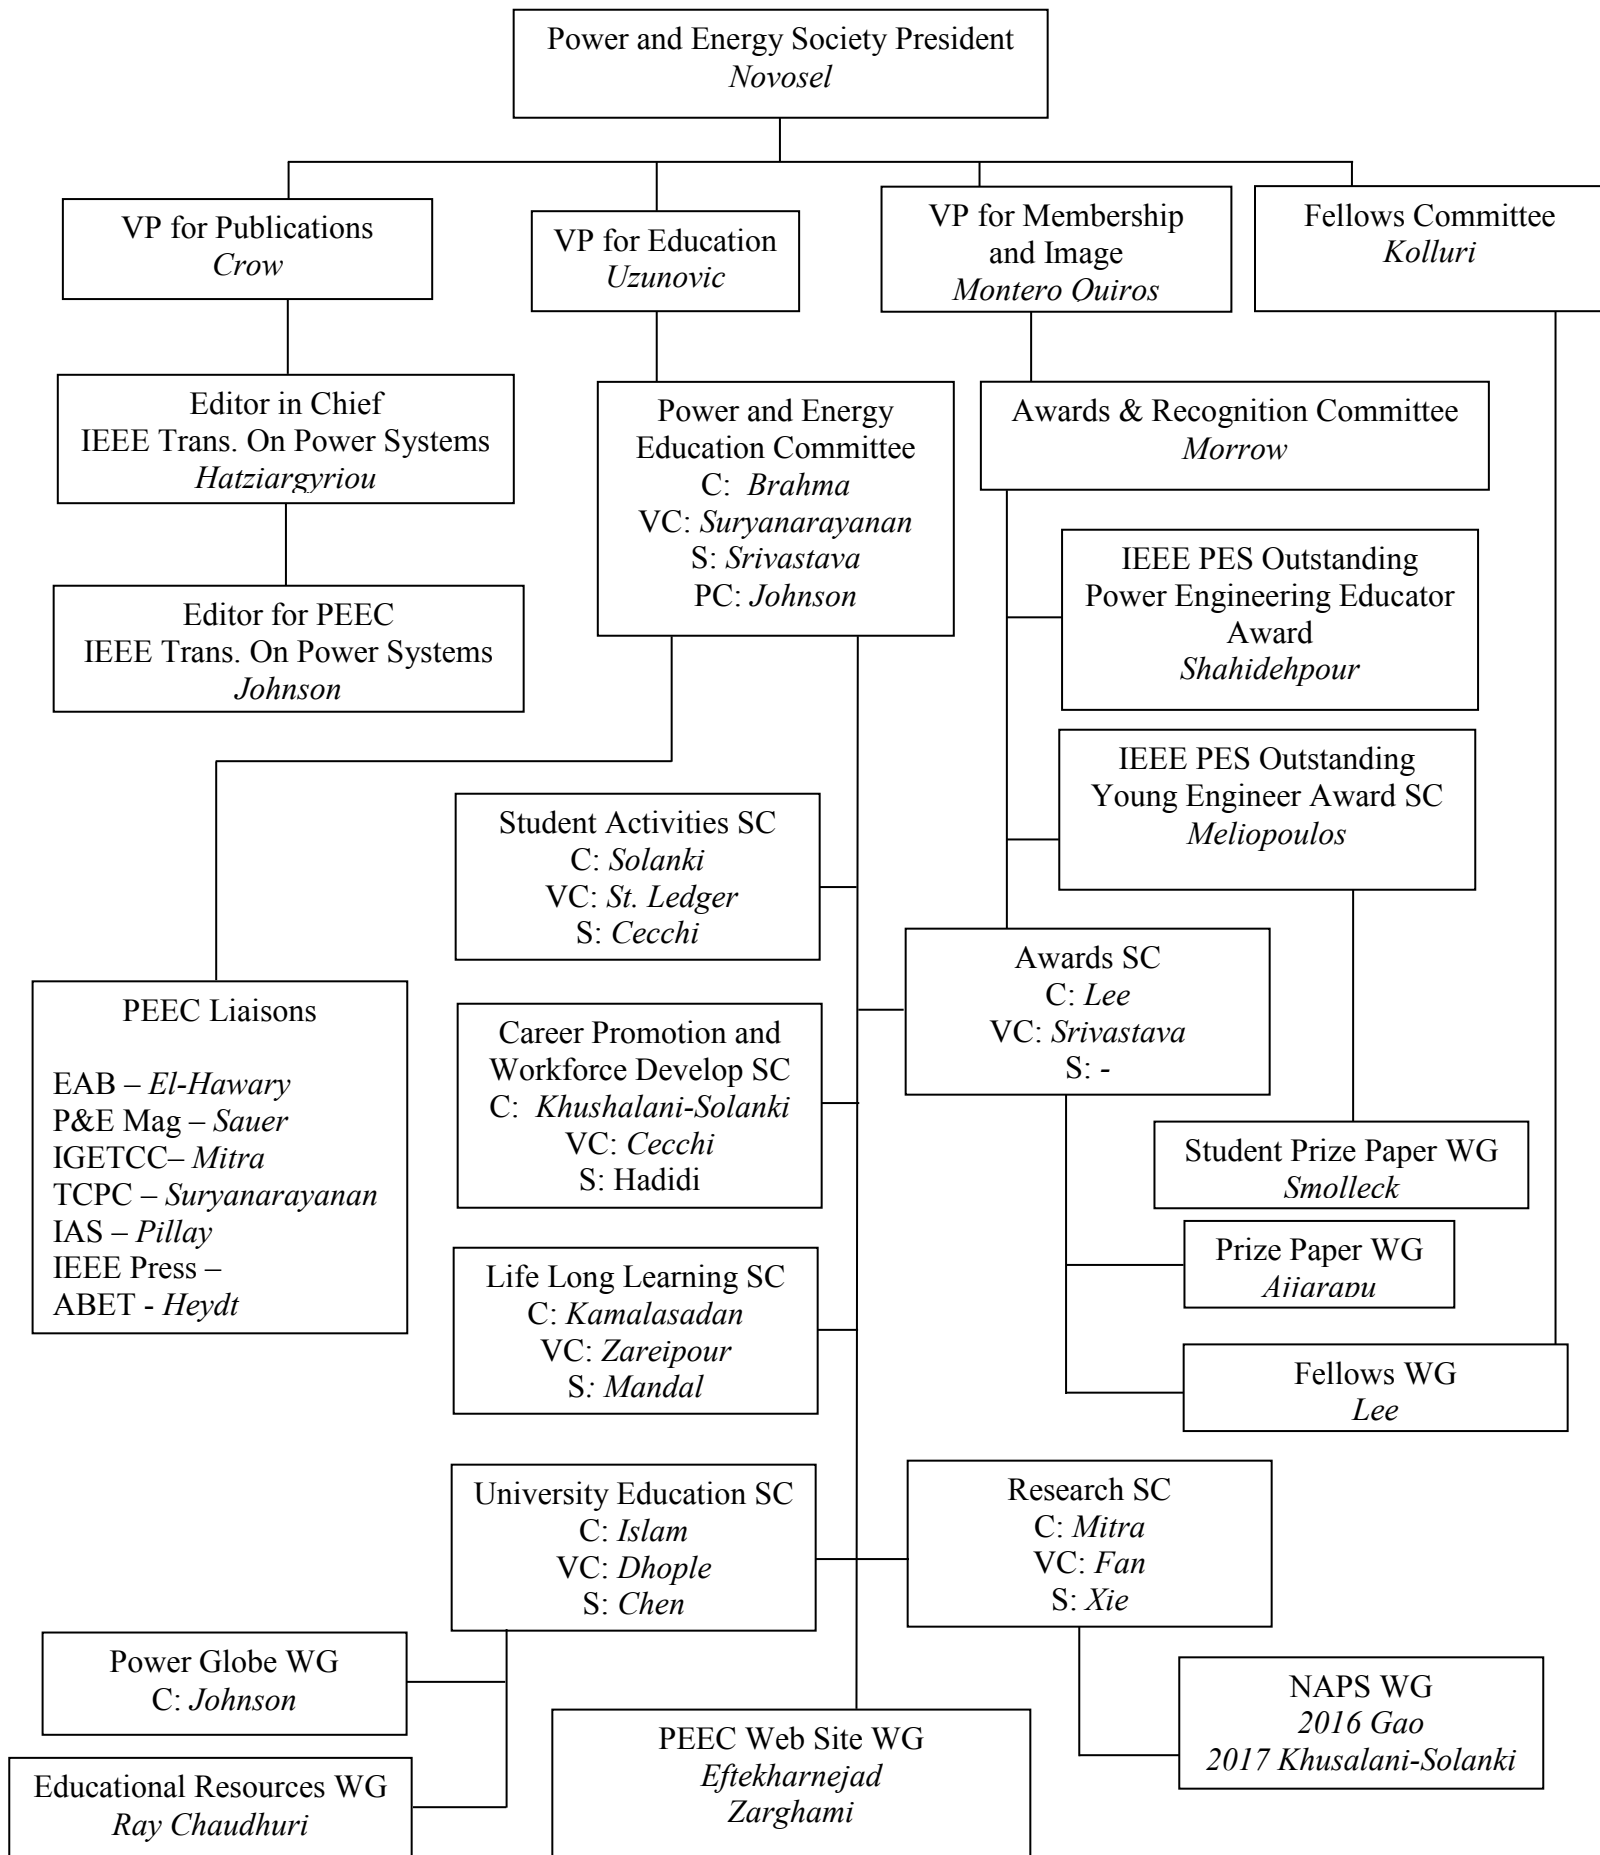 Power and Energy Society President
Novosel
VP for Publications
Crow
VP for Education
Uzunovic
VP for Membership
and Image
Montero Quiros
Fellows Committee
Kolluri
Editor in Chief
IEEE Trans. On Power Systems
Hatziargyriou
Power and Energy
Education Committee
C: Brahma
VC: Suryanarayanan
S: Srivastava
PC: Johnson
Awards & Recognition Committee
Morrow
IEEE PES Outstanding
Power Engineering Educator
Award
Shahidehpour
Editor for PEEC
IEEE Trans. On Power Systems
Johnson
IEEE PES Outstanding
Young Engineer Award SC
Meliopoulos
Student Activities SC
C: Solanki
VC: St. Ledger
S: Cecchi
Awards SC
C: Lee
VC: Srivastava
S: -
PEEC Liaisons
EAB – El-Hawary
P&E Mag – Sauer
IGETCC– Mitra
TCPC – Suryanarayanan
IAS – Pillay
IEEE Press –
ABET - Heydt
Career Promotion and
Workforce Develop SC
C: Khushalani-Solanki
VC: Cecchi
S: Hadidi
Student Prize Paper WG
Smolleck
Prize Paper WG
Ajjarapu
Life Long Learning SC
C: Kamalasadan
VC: Zareipour
S: Mandal
Fellows WG
Lee
University Education SC
C: Islam
VC: Dhople
S: Chen
Research SC
C: Mitra
VC: Fan
S: Xie
Power Globe WG
C: Johnson
NAPS WG
2016 Gao
2017 Khusalani-Solanki
PEEC Web Site WG
Eftekharnejad
Zarghami
Educational Resources WG
Ray Chaudhuri